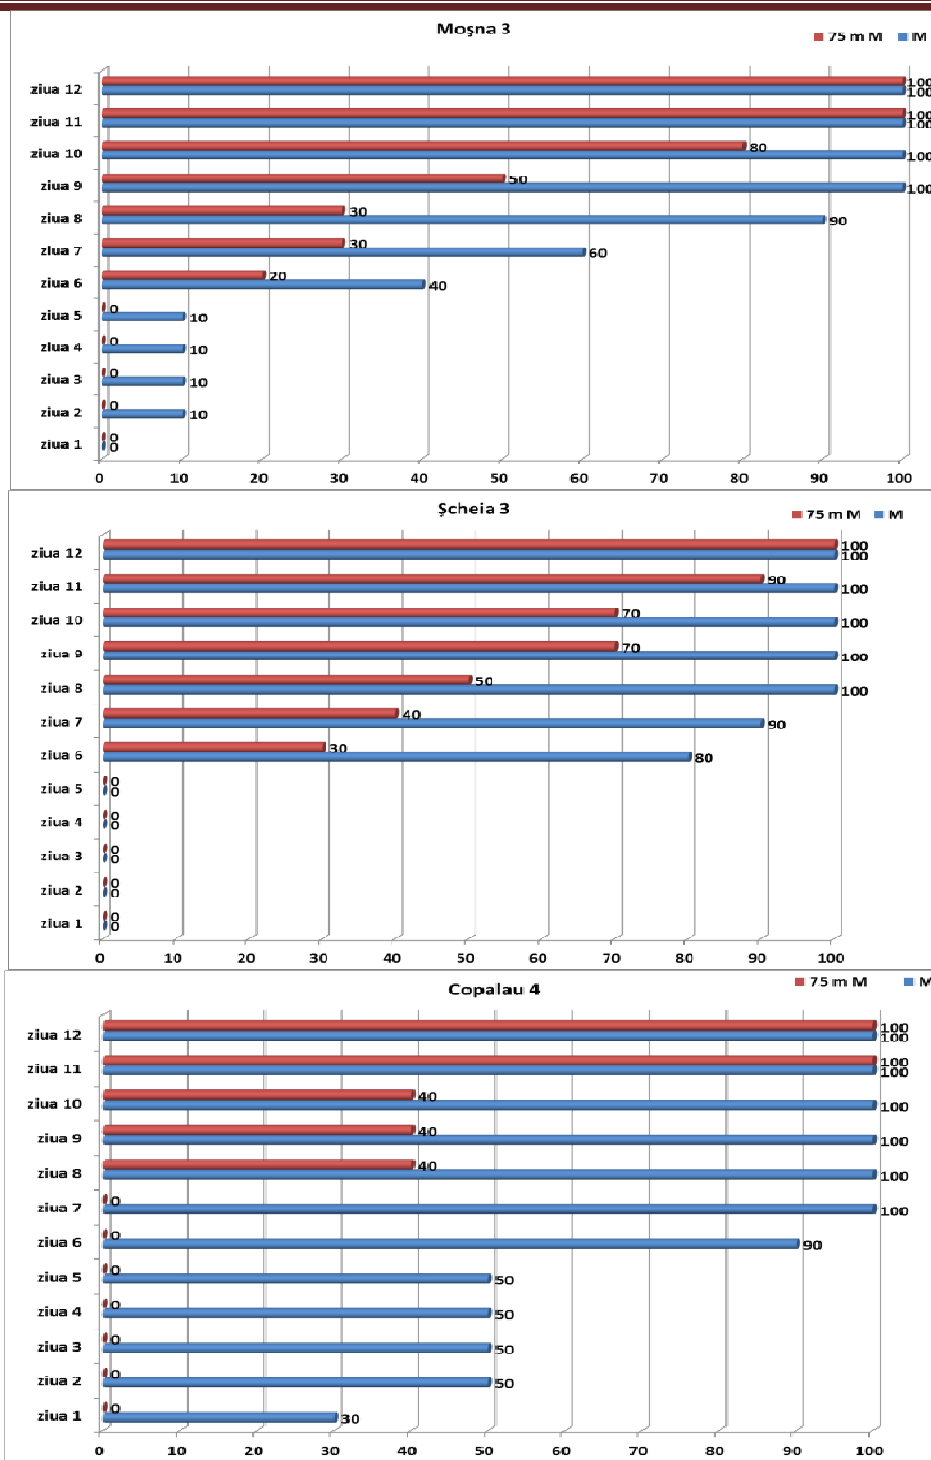 Moşna 3
75 m M M
ziua 12 100 100
ziua 11 100 100
ziua 10 80 100
ziua 9 50 100
ziua 8 30 90
ziua 7 30 60
ziua 6 20 40
ziua 5 0 10
ziua 4 0 10
ziua 3 0 10
ziua 2 0 10
ziua 1 0 0
0 10 20 30 40 50 60 70 80 90 100
Şcheia 3
75 m M M
ziua 12 100 100
ziua 11 90 100
ziua 10 70 100
ziua 9 70 100
ziua 8 50 100
ziua 7 40 90
ziua 6 30 80
ziua 5 0 0
ziua 4 0 0
ziua 3 0 0
ziua 2 0 0
ziua 1 0 0
0 10 20 30 40 50 60 70 80 90 100
Copalau 4
75 m M M
ziua 12 100 100
ziua 11 100 100
ziua 10 40 100
ziua 9 40 100
ziua 8 40 100
ziua 7 0 100
ziua 6 0 90
ziua 5 0 50
ziua 4 0 50
ziua 3 0 50
ziua 2 0 50
ziua 1 0 30
0 10 20 30 40 50 60 70 80 90 100